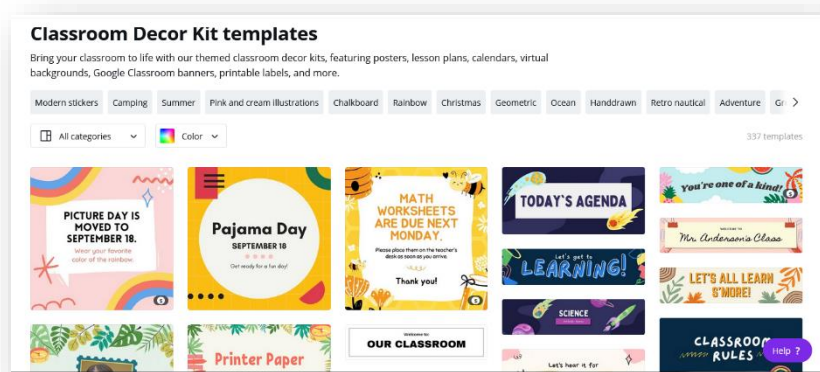 Classroom Decor Kit templates
Bring your classroom to life with our themed classroom decor kits, featuring posters, lesson plans, calendars, virtual
backgrounds, Google Classroom banners, printable labels, and more.
Modern stickers
Camping
Summer
Pink and cream illustrations
Chalkboard
Rainbow
Christmas
Geometric
Ocean
Handdrawn
Retro nautical
Adventure
All categories
Color
337 templates
PICTURE DAY IS
MOVED TO
SEPTEMBER 18.
Wear your favorite
color of the rainbow.
Pajama Day
SEPTEMBER 18
Get ready for a fun day!
MATH
WORKSHEETS
ARE DUE NEXT
MONDAY.
Please place them on the teacher's
desk as soon as you arrive.
Thank you!
TODAY'S AGENDA
Let's get to
LEARNING!
SCIENCE
Let's hear it for
You're one of a kind!
WELCOME TO
Mr. Anderson's Class
LET'S ALL LEARN
S'MORE!
CLASSROOM
RULES
Printer Paper
Welcome to
OUR CLASSROOM
Help ?